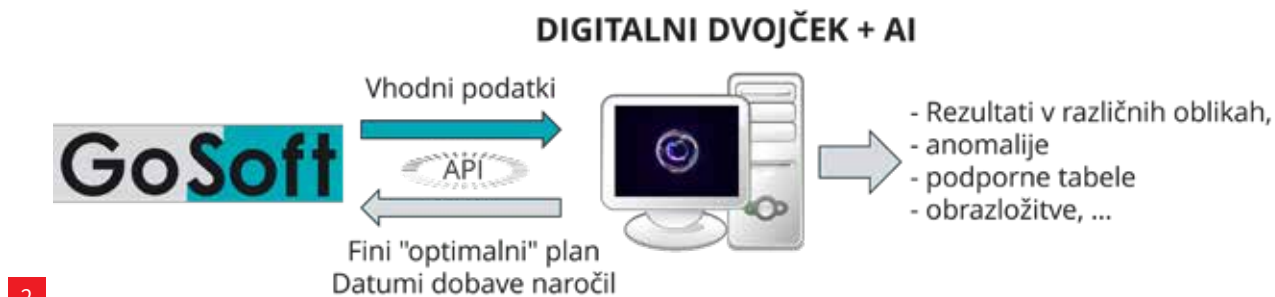 DIGITALNI DVOJČEK + AI
Vhodni podatki
GoSoft
API
Fini "optimalni" plan
Datumi dobave naročil
- Rezultati v različnih oblikah,
- anomalije
- podporne tabele
- obrazložitve, ...
2